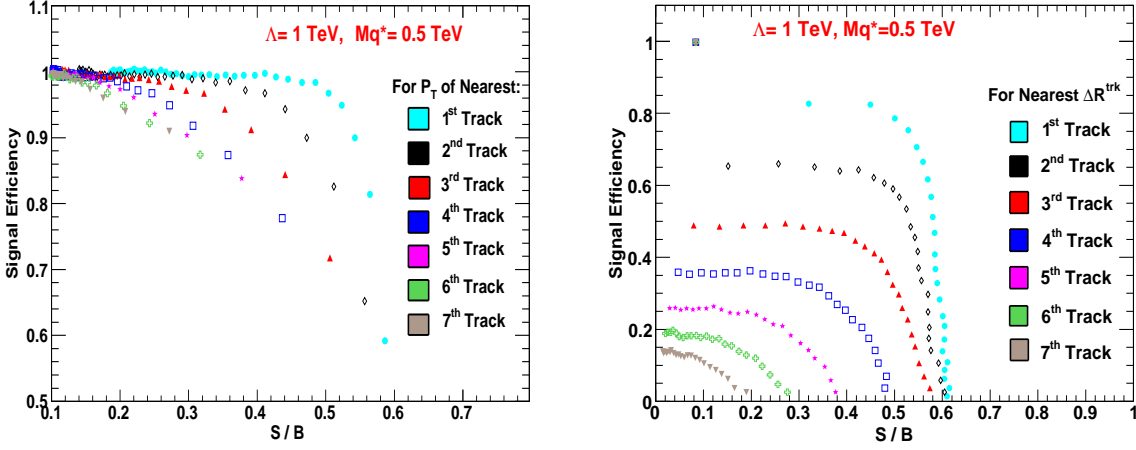 Λ= 1 TeV, Mq*= 0.5 TeV
For P_T of Nearest:
1st Track
2nd Track
3rd Track
4th Track
5th Track
6th Track
7th Track
Signal Efficiency
1.1
1
0.9
0.8
0.7
0.6
0.5
0.1 0.2 0.3 0.4 0.5 0.6 0.7
S / B
Λ= 1 TeV, Mq*=0.5 TeV
For Nearest ΔR^trk
1st Track
2nd Track
3rd Track
4th Track
5th Track
6th Track
7th Track
Signal Efficiency
1
0.8
0.6
0.4
0.2
0
0 0.1 0.2 0.3 0.4 0.5 0.6 0.7 0.8 0.9 1
S / B